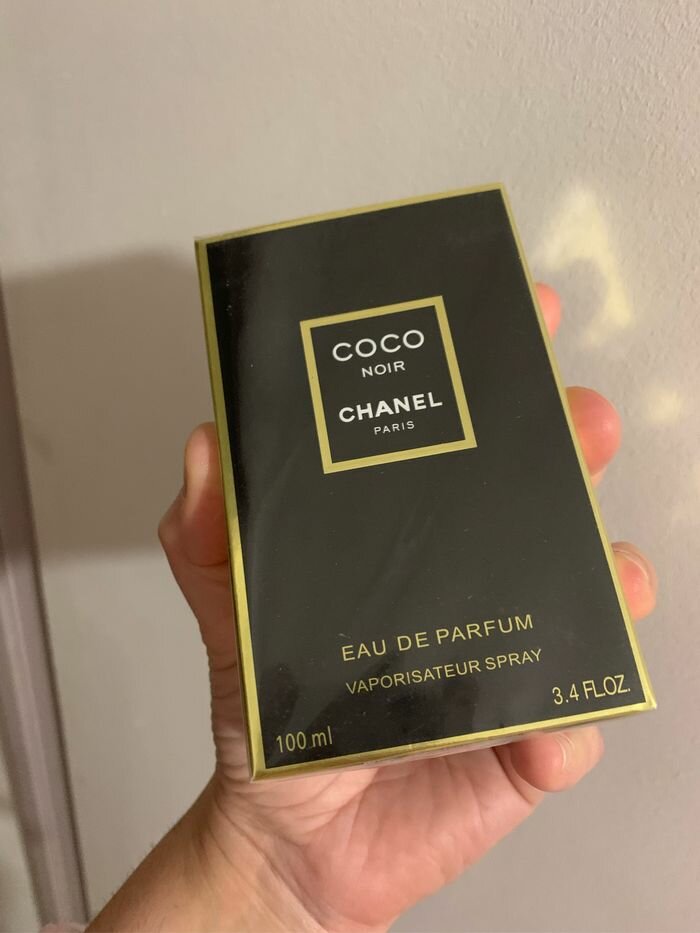 COCO
NOIR
CHANEL
PARIS
EAU DE PARFUM
VAPORISATEUR SPRAY
100 ml
3.4 FL.OZ.